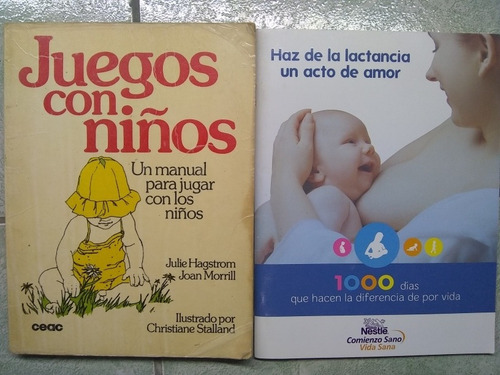 Juegos
con
niños
Un manual
para jugar
con los
niños
Julie Hagstrom
Joan Morrill
Ilustrado por
Christiane Stalland
ceac
Haz de la lactancia
un acto de amor
1000 días
que hacen la diferencia de por vida
Nestlé
Comienzo Sano
Vida Sana